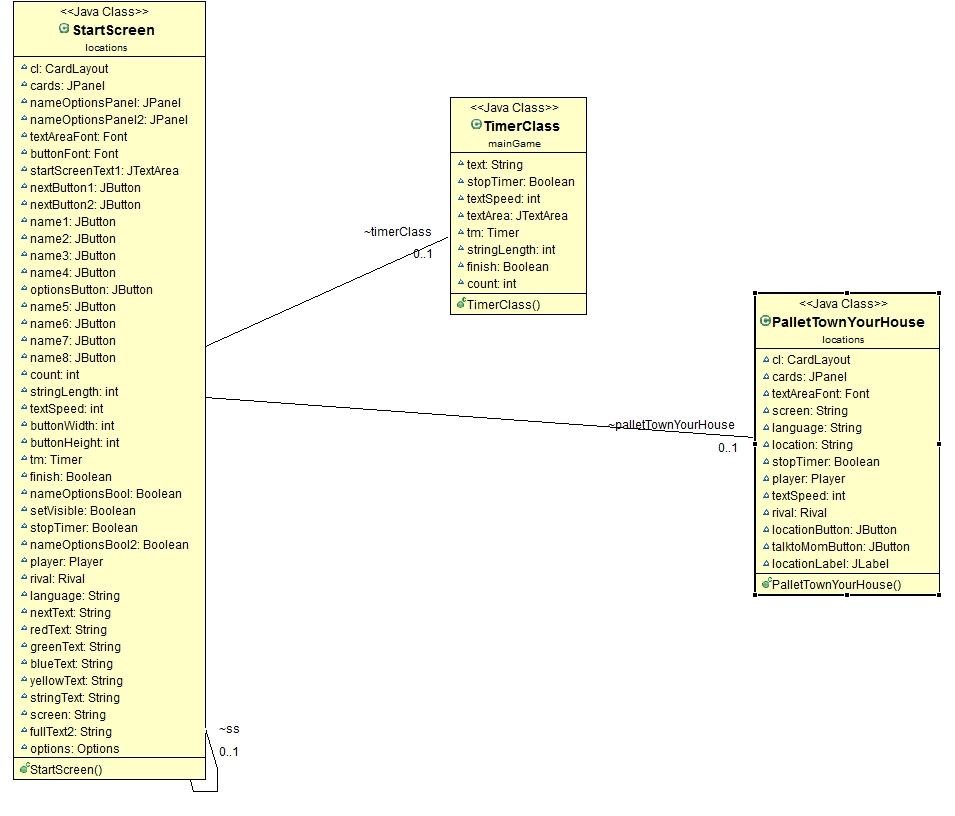 <<Java Class>>
StartScreen
locations
cl: CardLayout
cards: JPanel
nameOptionsPanel: JPanel
nameOptionsPanel2: JPanel
textAreaFont: Font
buttonFont: Font
startScreenText1: JTextArea
nextButton1: JButton
nextButton2: JButton
name1: JButton
name2: JButton
name3: JButton
name4: JButton
optionsButton: JButton
name5: JButton
name6: JButton
name7: JButton
name8: JButton
count: int
stringLength: int
textSpeed: int
buttonWidth: int
buttonHeight: int
tm: Timer
finish: Boolean
nameOptionsBool: Boolean
setVisible: Boolean
stopTimer: Boolean
nameOptionsBool2: Boolean
player: Player
rival: Rival
language: String
nextText: String
redText: String
greenText: String
blueText: String
yellowText: String
stringText: String
screen: String
fullText2: String
options: Options
StartScreen()
~ss
0..1
~timerClass
0..1
<<Java Class>>
TimerClass
mainGame
text: String
stopTimer: Boolean
textSpeed: int
textArea: JTextArea
tm: Timer
stringLength: int
finish: Boolean
count: int
TimerClass()
~palletTownYourHouse
0..1
<<Java Class>>
PalletTownYourHouse
locations
cl: CardLayout
cards: JPanel
textAreaFont: Font
screen: String
language: String
location: String
stopTimer: Boolean
player: Player
textSpeed: int
rival: Rival
locationButton: JButton
talktoMomButton: JButton
locationLabel: JLabel
PalletTownYourHouse()